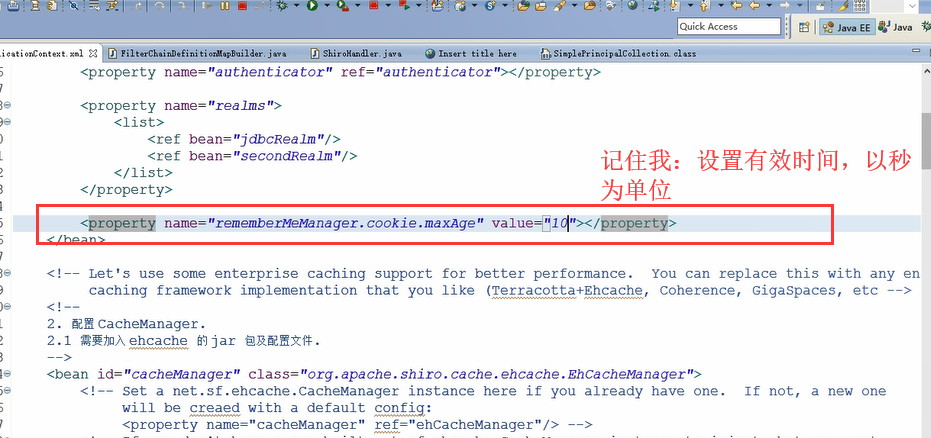 Quick Access
Java EE
Java
licationContext.xml
FilterChainDefinitionMapBuilder.java
ShiroHandler.java
Insert title here
SimplePrincipalCollection.class
<property name="authenticator" ref="authenticator"></property>
<property name="realms">
<list>
<ref bean="jdbcRealm"/>
<ref bean="secondRealm"/>
</list>
</property>
记住我：设置有效时间，以秒
为单位
<property name="rememberMeManager.cookie.maxAge" value="10"></property>
</bean>
<!-- Let's use some enterprise caching support for better performance.  You can replace this with any en
caching framework implementation that you like (Terracotta+Ehcache, Coherence, GigaSpaces, etc -->
<!--
2. 配置 CacheManager.
2.1 需要加入 ehcache 的 jar 包及配置文件.
-->
<bean id="cacheManager" class="org.apache.shiro.cache.ehcache.EhCacheManager">
<!-- Set a net.sf.ehcache.CacheManager instance here if you already have one.  If not, a new one
will be creaed with a default config:
<property name="cacheManager" ref="ehCacheManager"/> -->